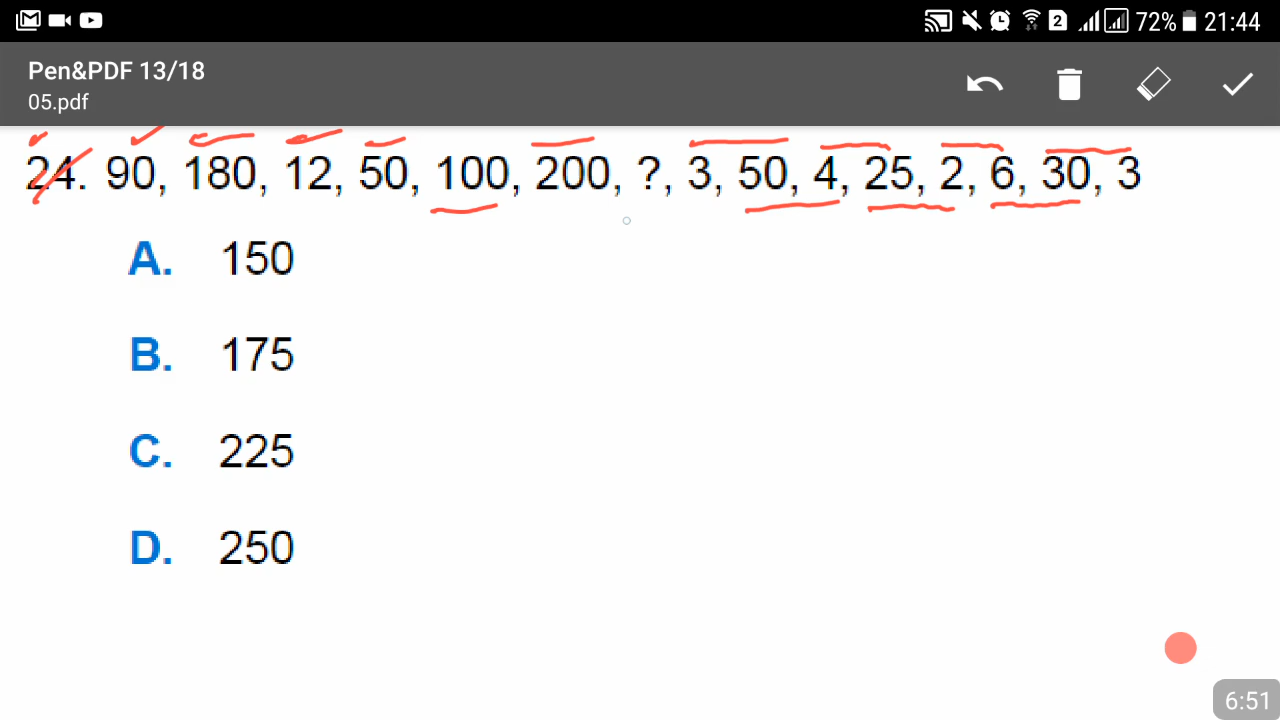 2 72% 21:44
Pen&PDF 13/18
05.pdf
24. 90, 180, 12, 50, 100, 200, ?, 3, 50, 4, 25, 2, 6, 30, 3
A. 150
B. 175
C. 225
D. 250
6:51